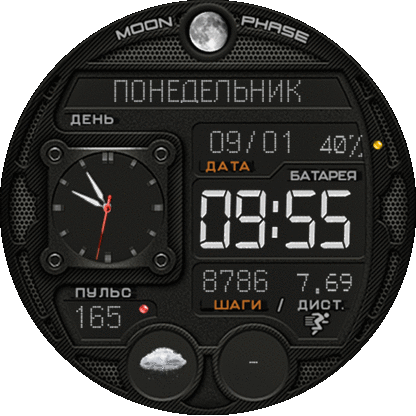 MOON PHASE
ПОНЕДЕЛЬНИК
ДЕНЬ
09/01 40%
ДАТА
БАТАРЕЯ
09:55
8786 7.69
ШАГИ / ДИСТ.
ПУЛЬС
165
--